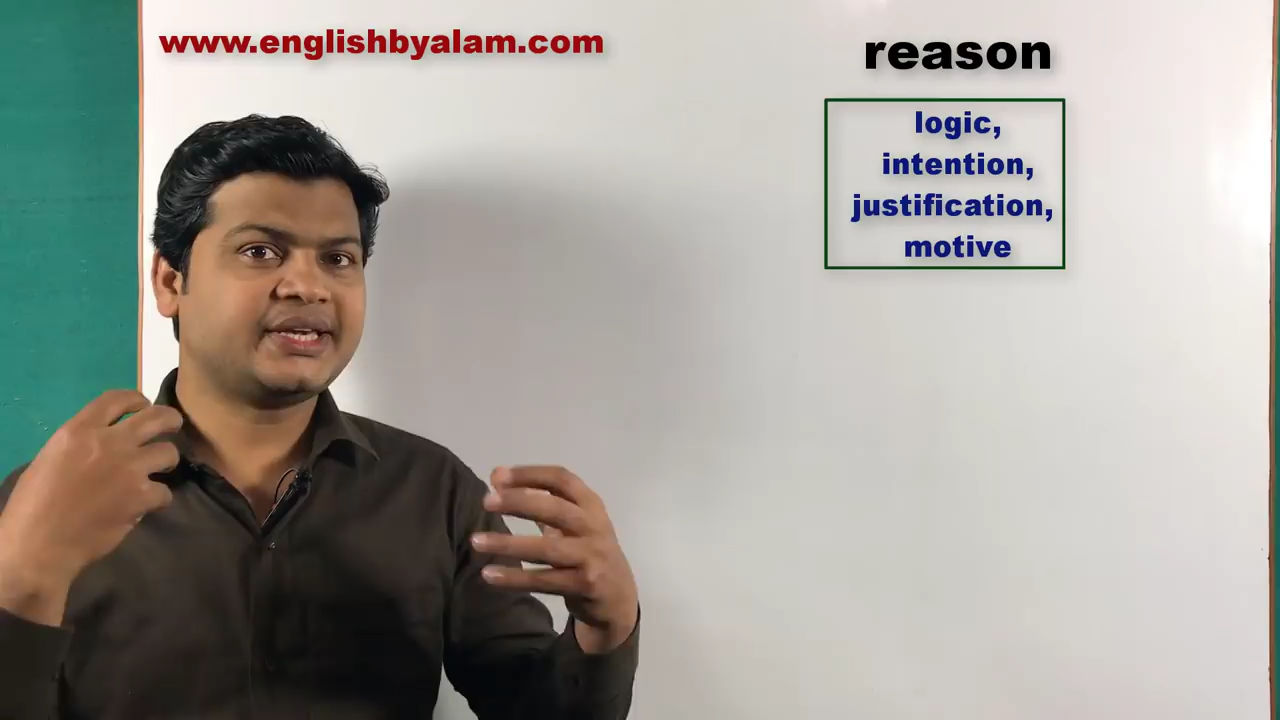 www.englishbyalam.com
reason
logic,
intention,
justification,
motive